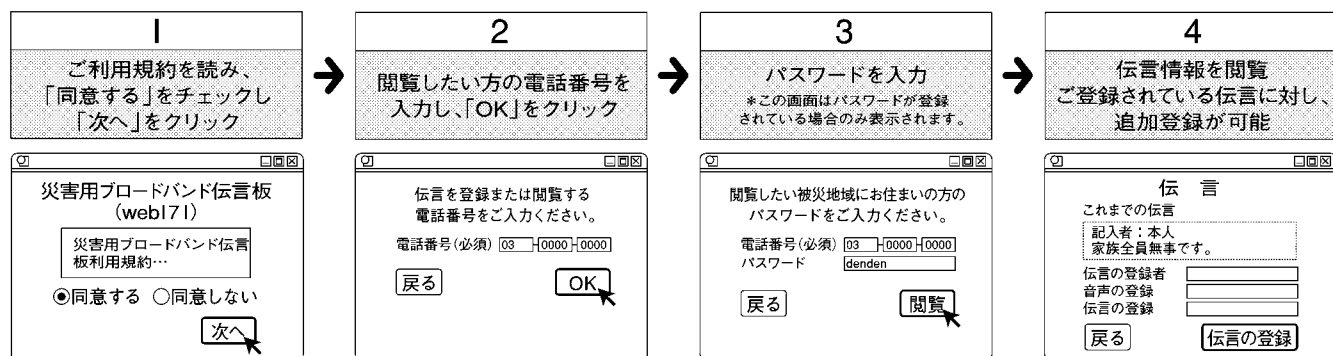 1
ご利用規約を読み、
「同意する」をチェックし
「次へ」をクリック
災害用ブロードバンド伝言板
(web171)
災害用ブロードバンド伝言
板利用規約…
◉同意する ○同意しない
次へ
2
閲覧したい方の電話番号を
入力し、「OK」をクリック
伝言を登録または閲覧する
電話番号をご入力ください。
電話番号(必須) 03-0000-0000
戻る OK
3
パスワードを入力
*この画面はパスワードが登録
されている場合のみ表示されます。
閲覧したい被災地域にお住まいの方の
パスワードをご入力ください。
電話番号(必須) 03-0000-0000
パスワード denden
戻る 閲覧
4
伝言情報を閲覧
ご登録されている伝言に対し、
追加登録が可能
伝 言
これまでの伝言
記入者:本人
家族全員無事です。
伝言の登録者
音声の登録
伝言の登録
戻る 伝言の登録